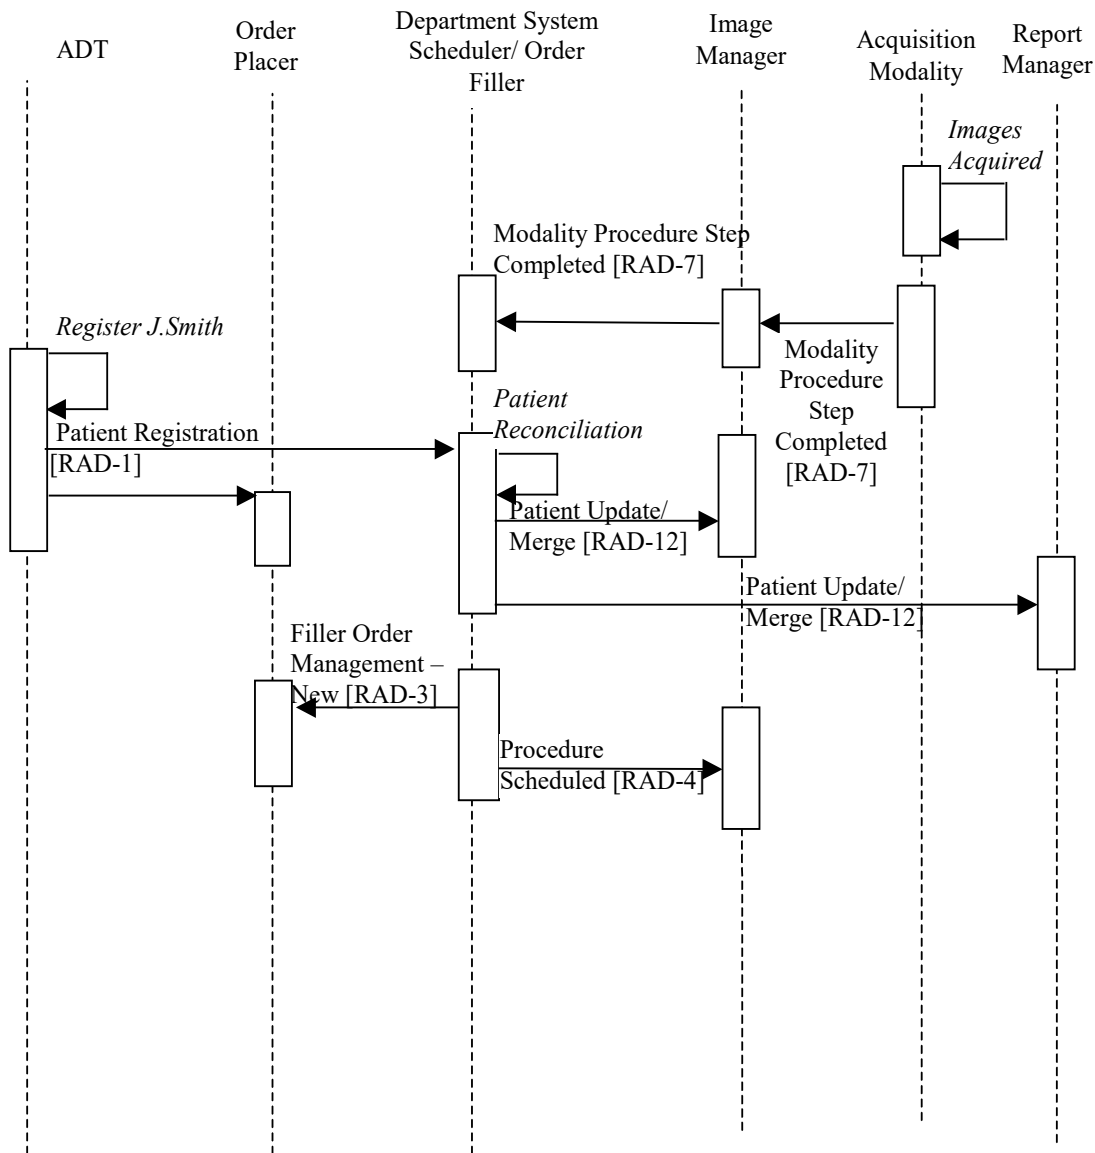 ADT
Order
Placer
Department System
Scheduler/ Order
Filler
Image
Manager
Acquisition
Modality
Report
Manager
Images
Acquired
Modality Procedure Step
Completed [RAD-7]
Register J.Smith
Modality
Procedure
Step
Completed
[RAD-7]
Patient
Reconciliation
Patient Registration
[RAD-1]
Patient Update/
Merge [RAD-12]
Patient Update/
Merge [RAD-12]
Filler Order
Management –
New [RAD-3]
Procedure
Scheduled [RAD-4]